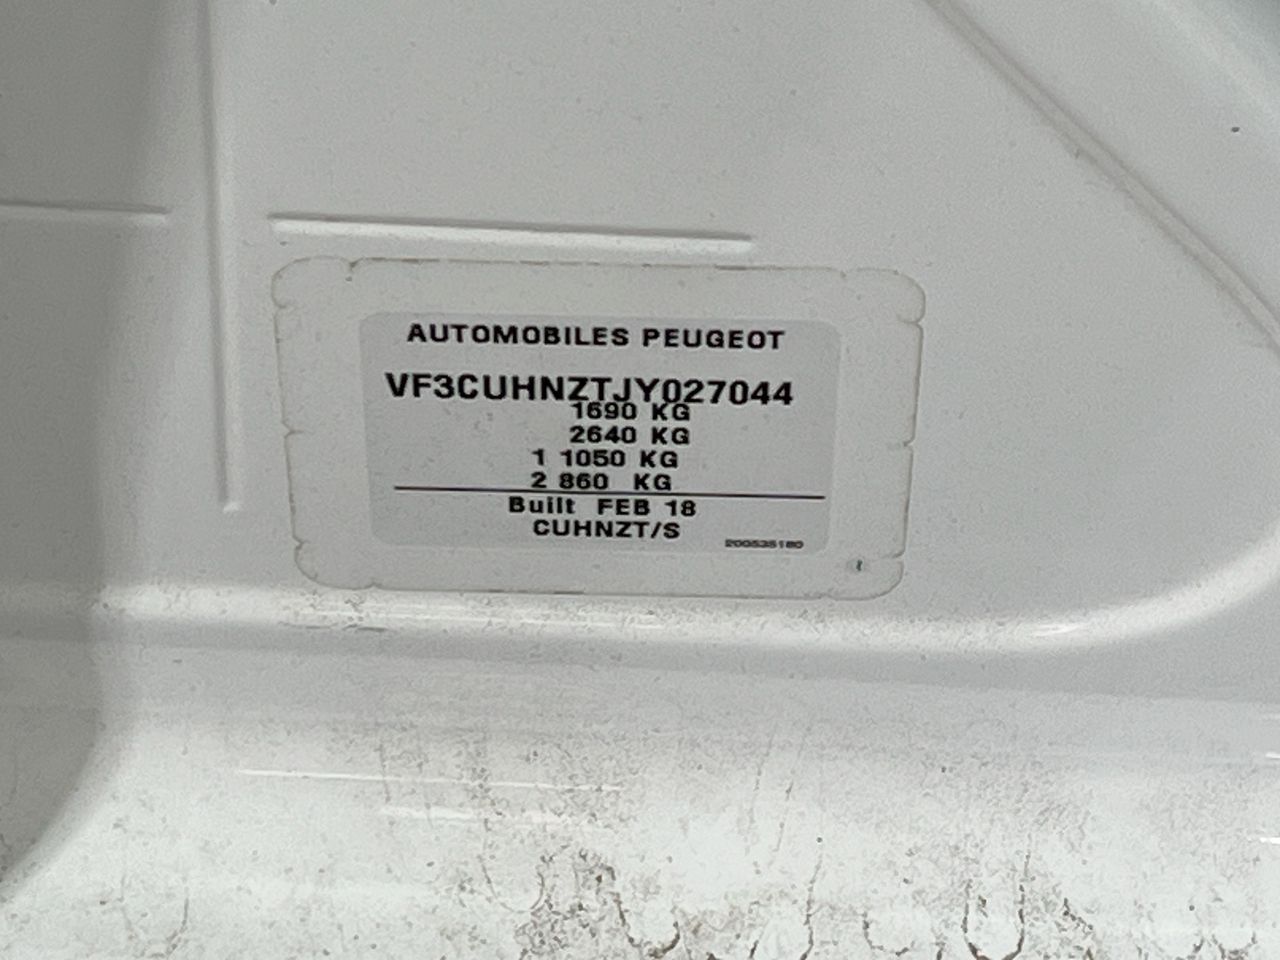 AUTOMOBILES PEUGEOT
VF3CUHNZTJY027044
1690 KG
2640 KG
1 1050 KG
2 860 KG
Built FEB 18
CUHNZT/S
200535180